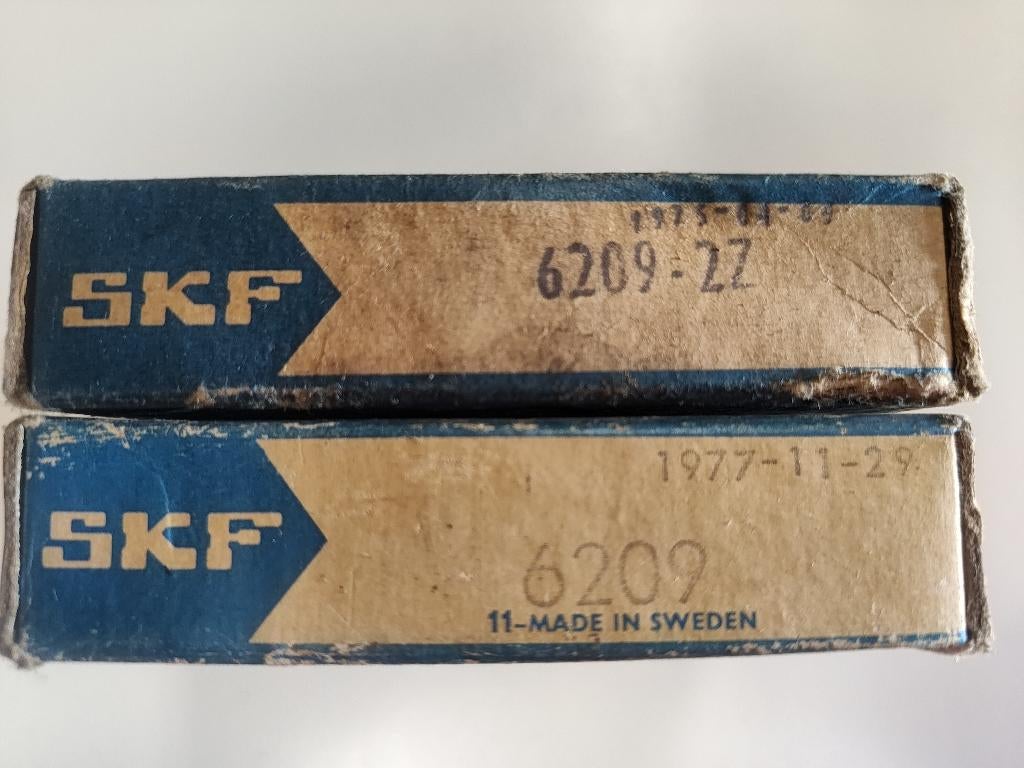 SKF
6209-2Z
SKF
1977-11-29
6209
11-MADE IN SWEDEN